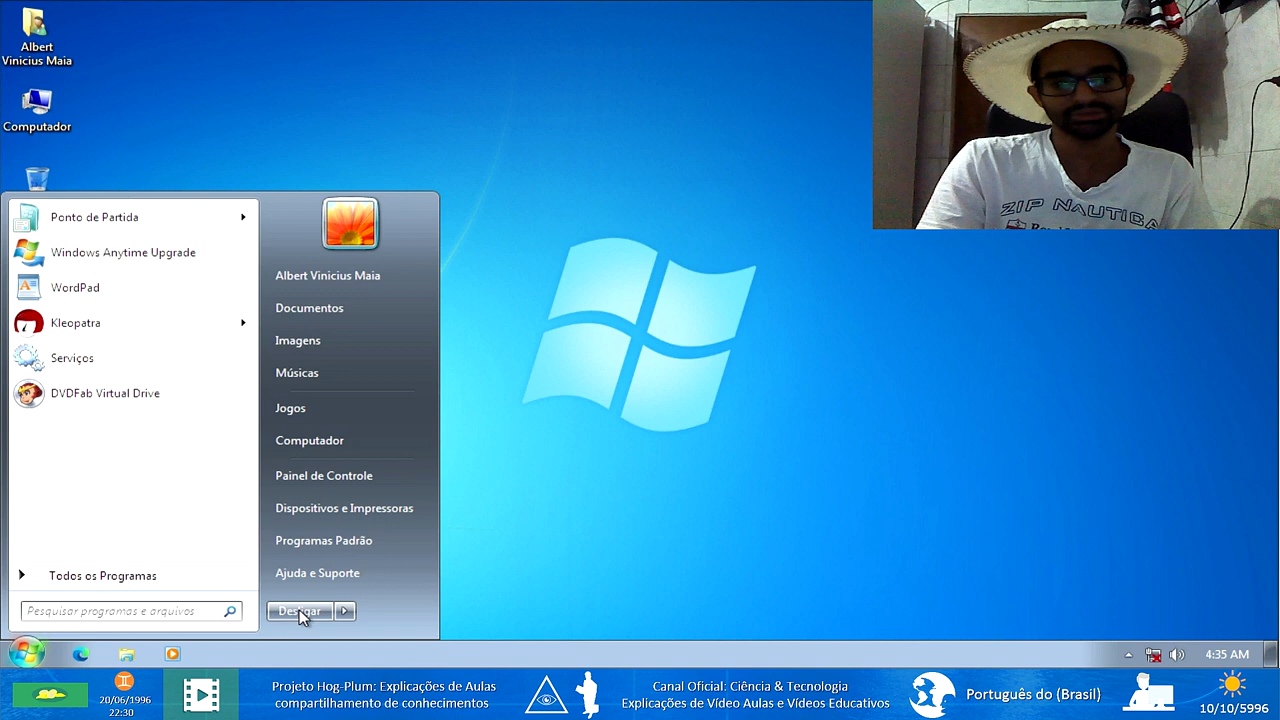 Albert
Vinicius Maia
Computador
ZIP NAUTICA
Ponto de Partida
Windows Anytime Upgrade
WordPad
Kleopatra
Serviços
DVDFab Virtual Drive
Todos os Programas
Pesquisar programas e arquivos
Albert Vinicius Maia
Documentos
Imagens
Músicas
Jogos
Computador
Painel de Controle
Dispositivos e Impressoras
Programas Padrão
Ajuda e Suporte
Desligar
4:35 AM
20/06/1996
22:30
Projeto Hog-Plum: Explicações de Aulas
compartilhamento de conhecimentos
Canal Oficial: Ciência & Tecnologia
Explicações de Vídeo Aulas e Vídeos Educativos
Português do (Brasil)
10/10/5996